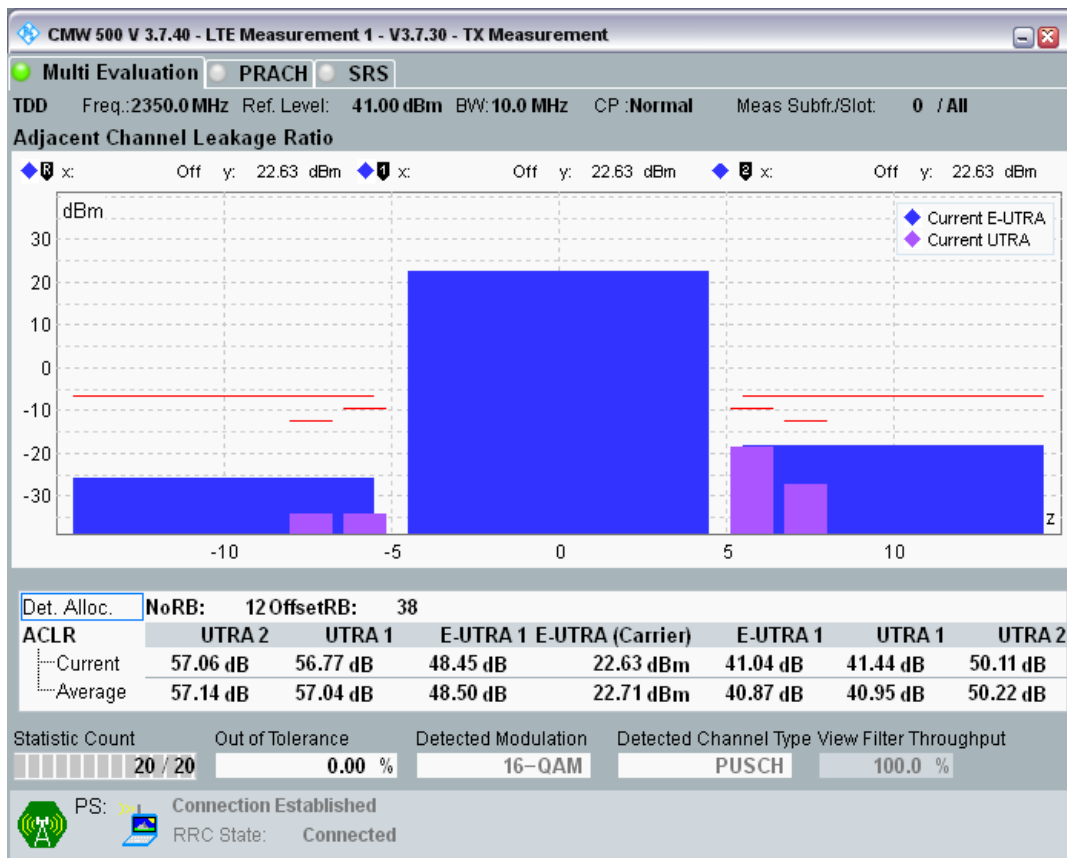 CMW 500 V 3.7.40 - LTE Measurement 1 - V3.7.30 - TX Measurement
Multi Evaluation PRACH SRS
TDD Freq.:2350.0 MHz Ref. Level: 41.00 dBm BW:10.0 MHz CP :Normal Meas Subfr./Slot: 0 / All
Adjacent Channel Leakage Ratio
R x: Off y: 22.63 dBm 1 x: Off y: 22.63 dBm 2 x: Off y: 22.63 dBm
dBm
Current E-UTRA
Current UTRA
30
20
10
0
-10
-20
-30
z
-10 -5 0 5 10
Det. Alloc. NoRB: 12 OffsetRB: 38
ACLR UTRA 2 UTRA 1 E-UTRA 1 E-UTRA (Carrier) E-UTRA 1 UTRA 1 UTRA 2
Current 57.06 dB 56.77 dB 48.45 dB 22.63 dBm 41.04 dB 41.44 dB 50.11 dB
Average 57.14 dB 57.04 dB 48.50 dB 22.71 dBm 40.87 dB 40.95 dB 50.22 dB
Statistic Count Out of Tolerance Detected Modulation Detected Channel Type View Filter Throughput
20 / 20 0.00 % 16-QAM PUSCH 100.0 %
PS: Connection Established
RRC State: Connected